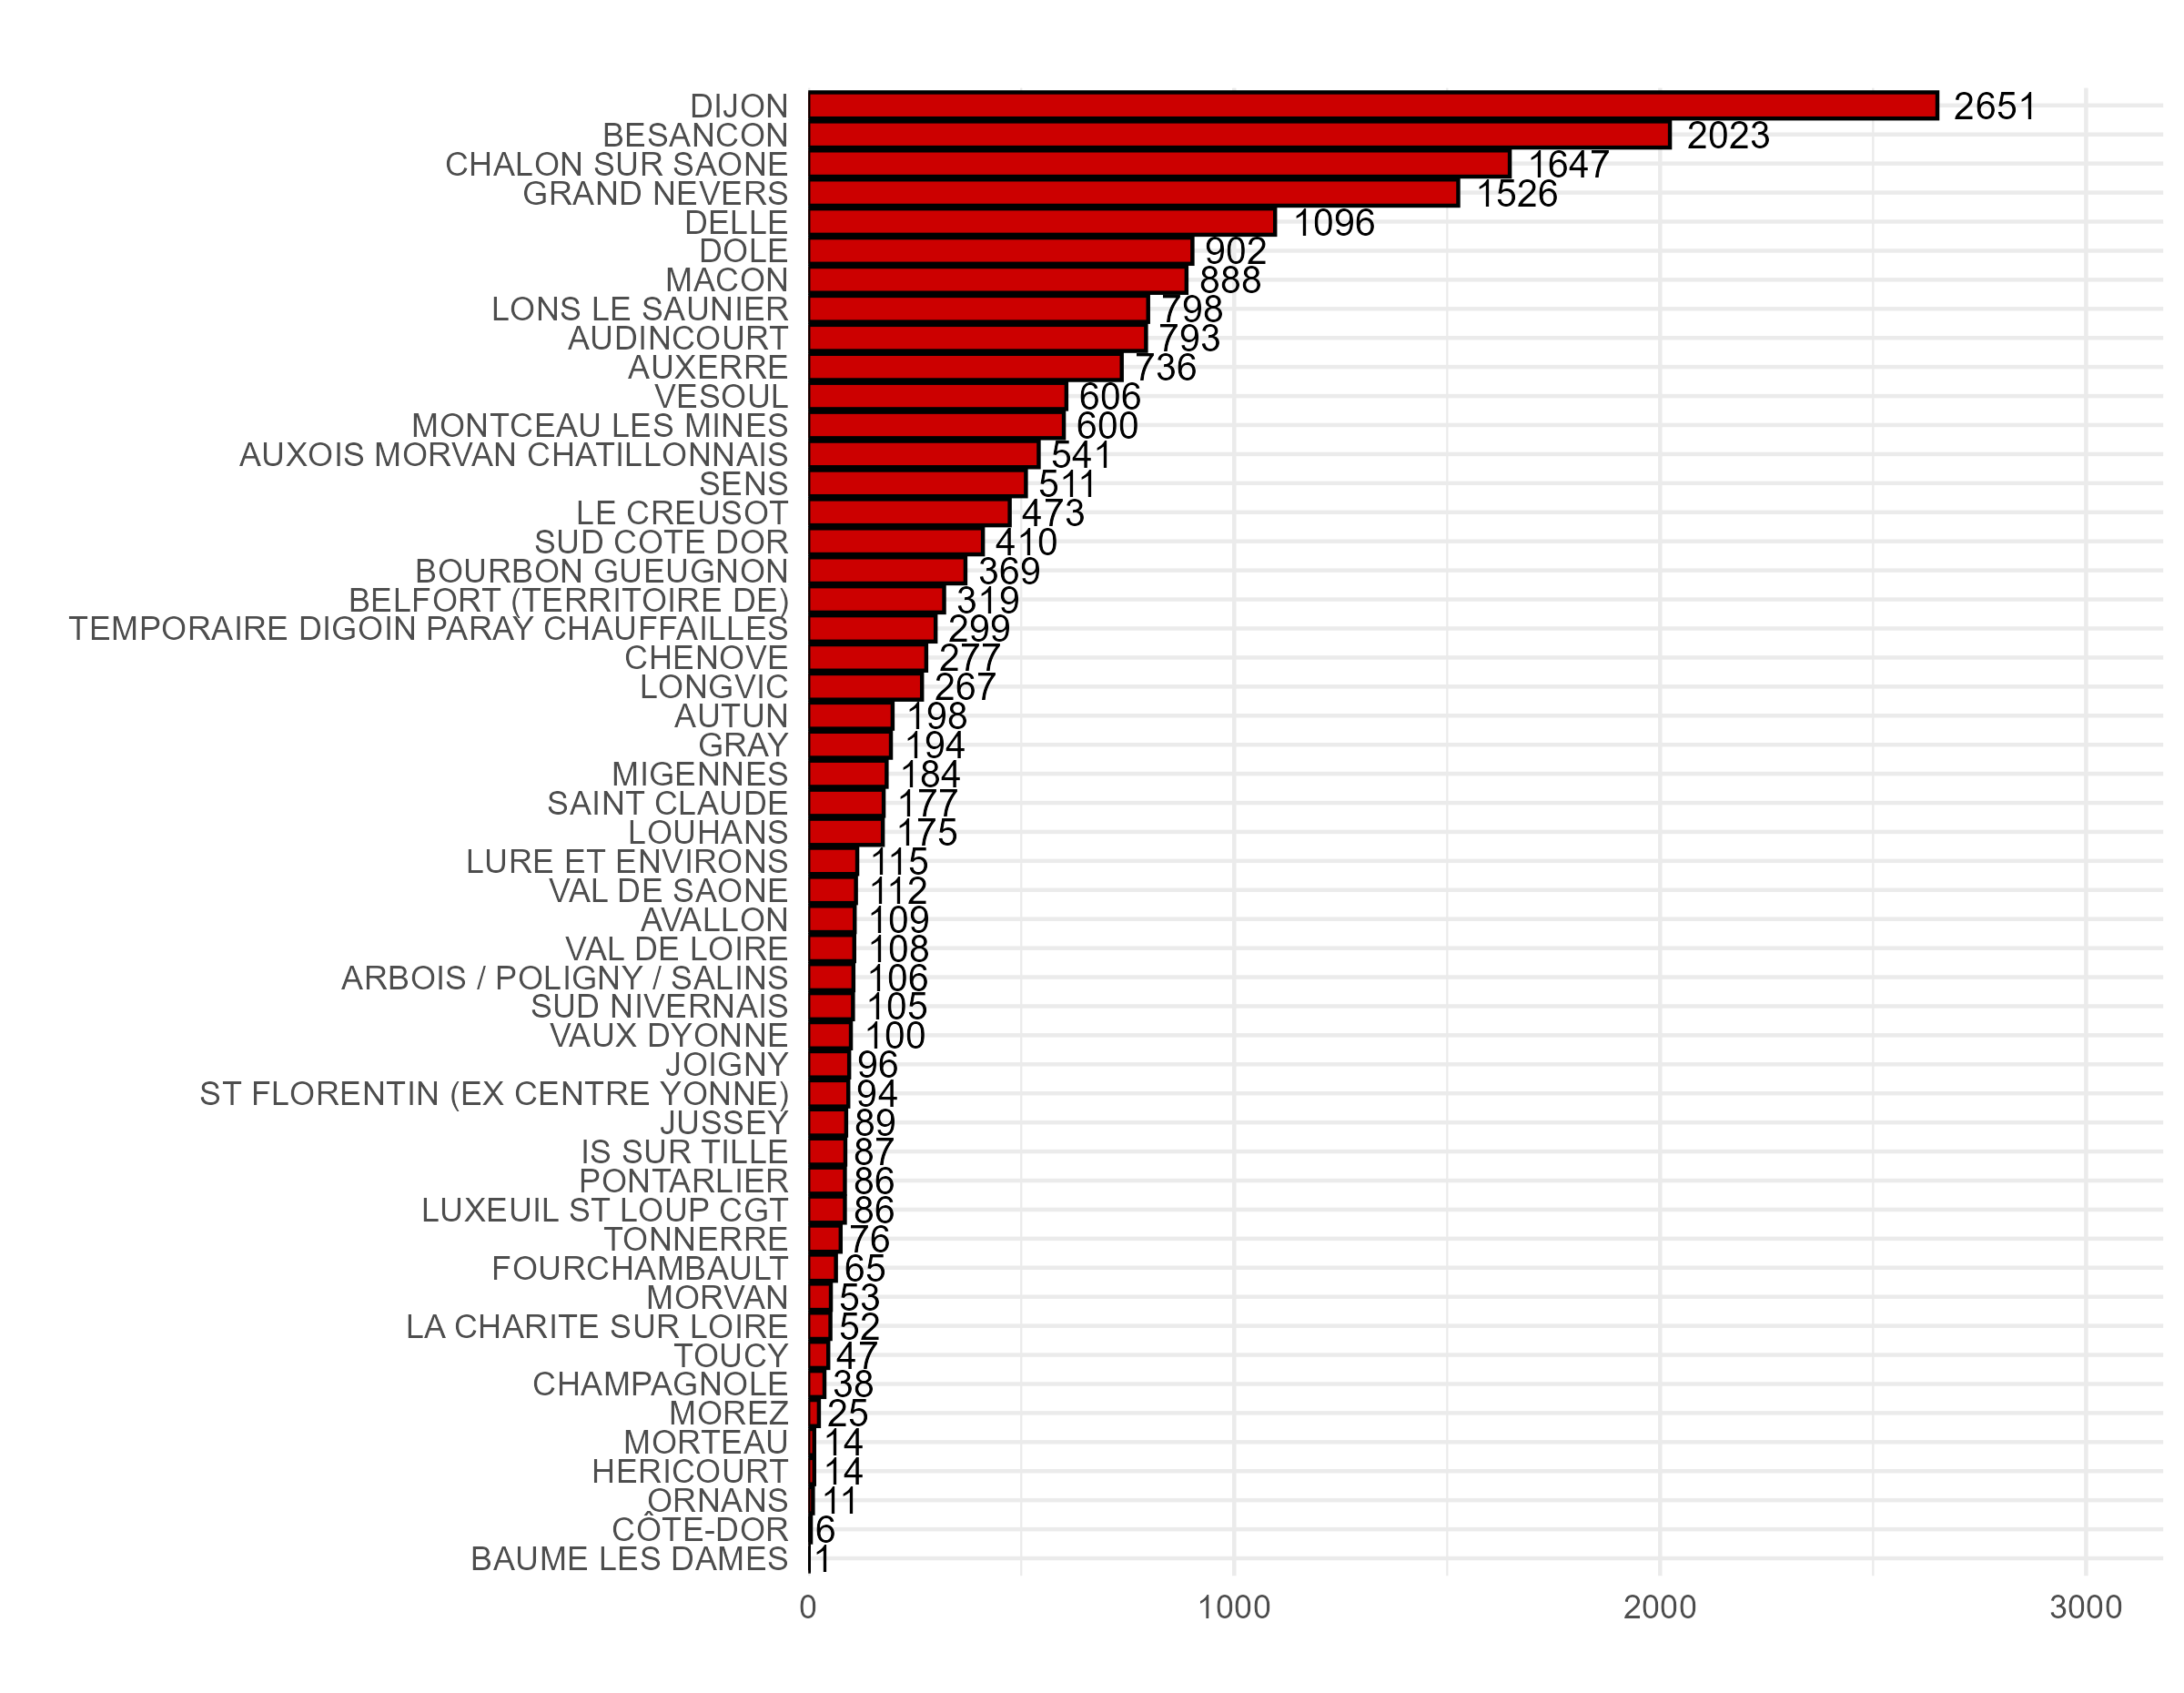 DIJON 2651
BESANCON 2023
CHALON SUR SAONE 1647
GRAND NEVERS 1526
DELLE 1096
DOLE 902
MACON 888
LONS LE SAUNIER 798
AUDINCOURT 793
AUXERRE 736
VESOUL 606
MONTCEAU LES MINES 600
AUXOIS MORVAN CHATILLONNAIS 541
SENS 511
LE CREUSOT 473
SUD COTE DOR 410
BOURBON GUEUGNON 369
BELFORT (TERRITOIRE DE) 319
TEMPORAIRE DIGOIN PARAY CHAUFFAILLES 299
CHENOVE 277
LONGVIC 267
AUTUN 198
GRAY 194
MIGENNES 184
SAINT CLAUDE 177
LOUHANS 175
LURE ET ENVIRONS 115
VAL DE SAONE 112
AVALLON 109
VAL DE LOIRE 108
ARBOIS / POLIGNY / SALINS 106
SUD NIVERNAIS 105
VAUX DYONNE 100
JOIGNY 96
ST FLORENTIN (EX CENTRE YONNE) 94
JUSSEY 89
IS SUR TILLE 87
PONTARLIER 86
LUXEUIL ST LOUP CGT 86
TONNERRE 76
FOURCHAMBAULT 65
MORVAN 53
LA CHARITE SUR LOIRE 52
TOUCY 47
CHAMPAGNOLE 38
MOREZ 25
MORTEAU 14
HERICOURT 14
ORNANS 11
CÔTE-DOR 6
BAUME LES DAMES 1
0 1000 2000 3000